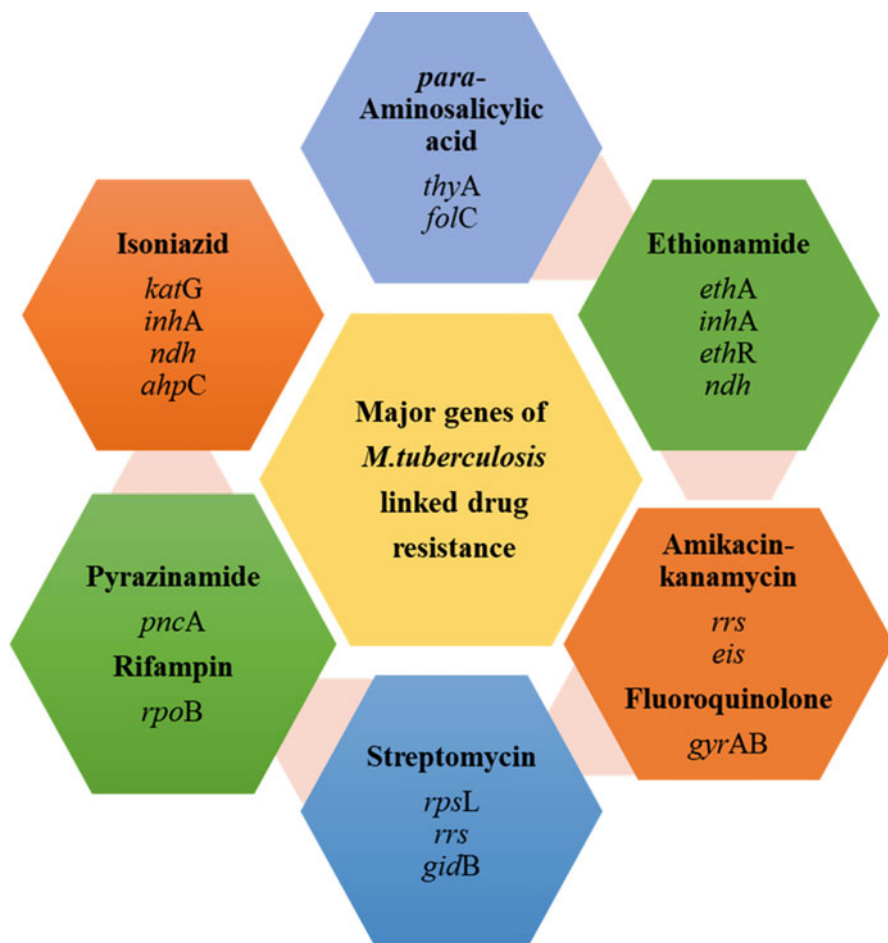 para-
Aminosalicylic
acid
thyA
folC
Ethionamide
ethA
inhA
ethR
ndh
Amikacin-
kanamycin
rrs
eis
Fluoroquinolone
gyrAB
Streptomycin
rpsL
rrs
gidB
Pyrazinamide
pncA
Rifampin
rpoB
Isoniazid
katG
inhA
ndh
ahpC
Major genes of
M.tuberculosis
linked drug
resistance